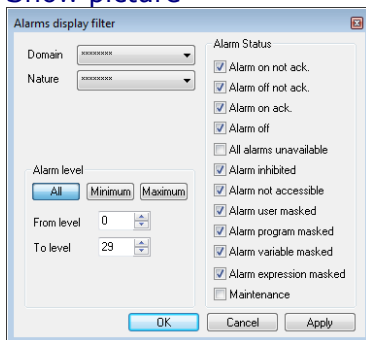 Show picture
Alarms display filter
Domain ********
Nature ********
Alarm level
All Minimum Maximum
From level 0
To level 29
Alarm Status
Alarm on not ack.
Alarm off not ack.
Alarm on ack.
Alarm off
All alarms unavailable
Alarm inhibited
Alarm not accessible
Alarm user masked
Alarm program masked
Alarm variable masked
Alarm expression masked
Maintenance
OK Cancel Apply